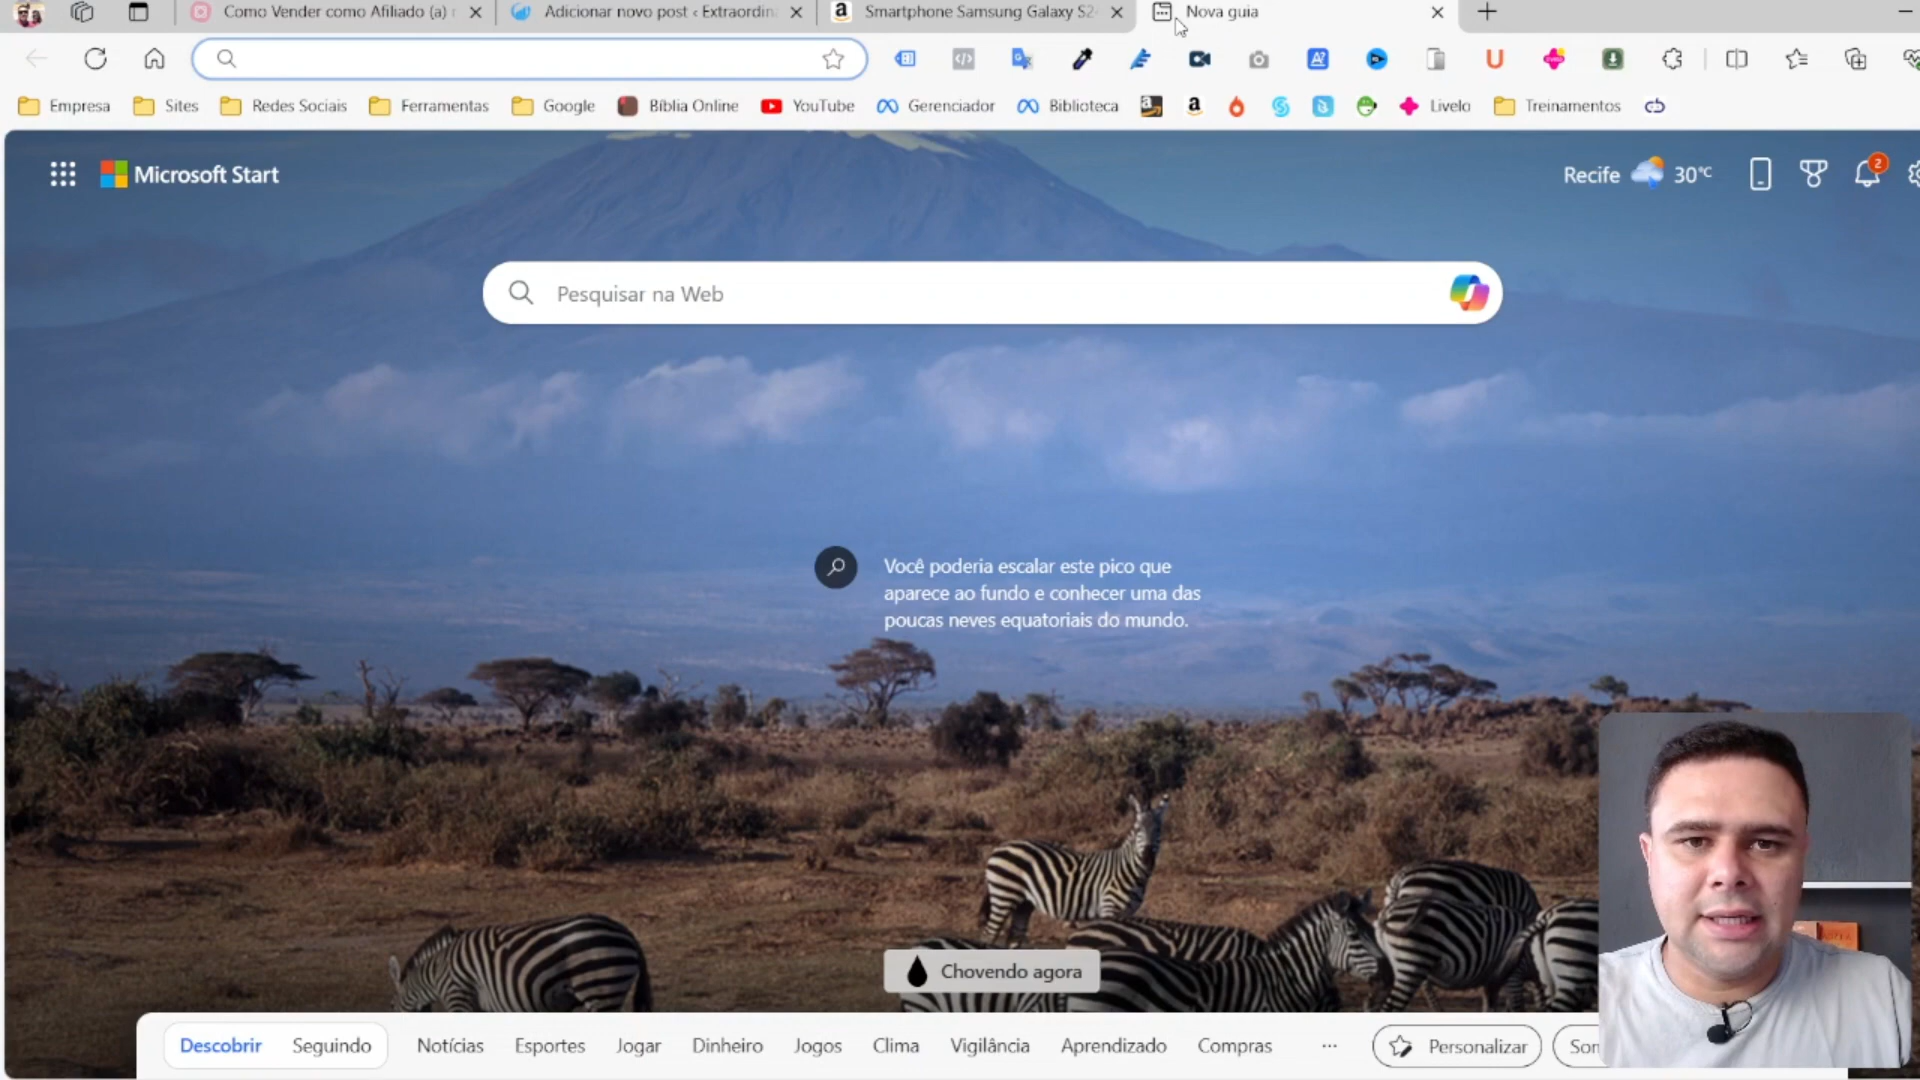 Como Vender como Afiliado (a)
Adicionar novo post ‹ Extraordin
Smartphone Samsung Galaxy S2
Nova guia
Empresa
Sites
Redes Sociais
Ferramentas
Google
Bíblia Online
YouTube
Gerenciador
Biblioteca
Livelo
Treinamentos
Microsoft Start
Recife
30°C
2
Pesquisar na Web
Você poderia escalar este pico que
aparece ao fundo e conhecer uma das
poucas neves equatoriais do mundo.
Chovendo agora
Descobrir
Seguindo
Notícias
Esportes
Jogar
Dinheiro
Jogos
Clima
Vigilância
Aprendizado
Compras
Personalizar